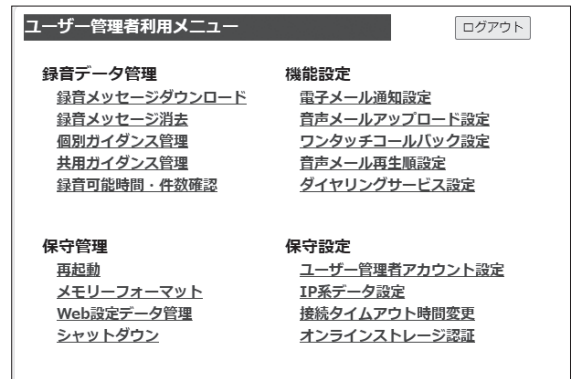 ユーザー管理者利用メニュー
ログアウト
録音データ管理
録音メッセージダウンロード
録音メッセージ消去
個別ガイダンス管理
共用ガイダンス管理
録音可能時間・件数確認
機能設定
電子メール通知設定
音声メールアップロード設定
ワンタッチコールバック設定
音声メール再生順設定
ダイヤリングサービス設定
保守管理
再起動
メモリーフォーマット
Web設定データ管理
シャットダウン
保守設定
ユーザー管理者アカウント設定
IP系データ設定
接続タイムアウト時間変更
オンラインストレージ認証